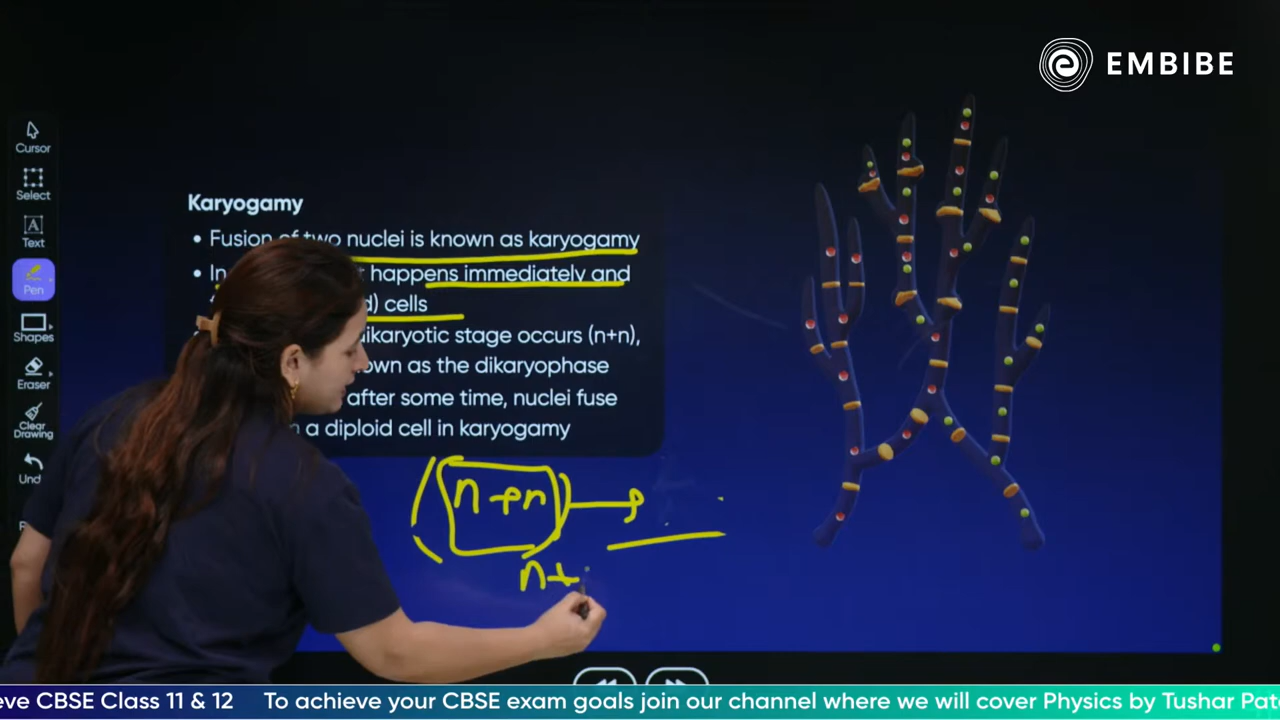 EMBIBE
Cursor
Select
Text
Pen
Shapes
Eraser
Clear
Drawing
Und
Karyogamy
• Fusion of two nuclei is known as karyogamy
• In happens immediately and
d) cells
dikaryotic stage occurs (n+n),
own as the dikaryophase
after some time, nuclei fuse
a diploid cell in karyogamy
(n+n)
n+
eve CBSE Class 11 & 12 To achieve your CBSE exam goals join our channel where we will cover Physics by Tushar Pat